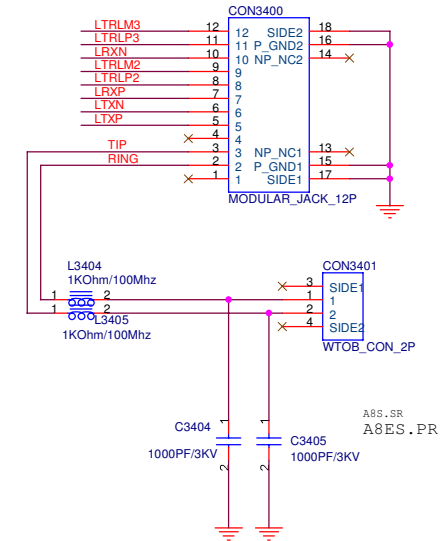 CON3400
LTRLM3 12 12 SIDE2 18
LTRLP3 11 11 P_GND2 16
LRXN 10 10 NP_NC2 14
LTRLM2 9 9
LTRLP2 8 8
LRXP 7 7
LTXN 6 6
LTXP 5 5
4 4
TIP 3 3 NP_NC1 13
RING 2 2 P_GND1 15
1 1 SIDE1 17
MODULAR_JACK_12P
L3404
1KOhm/100Mhz
1 2
1 2
L3405
1KOhm/100Mhz
CON3401
3 SIDE1
1 1
2 2
4 SIDE2
WTOB_CON_2P
A8S.SR
A8ES.PR
1 1
C3404
C3405
1000PF/3KV
1000PF/3KV
2 2